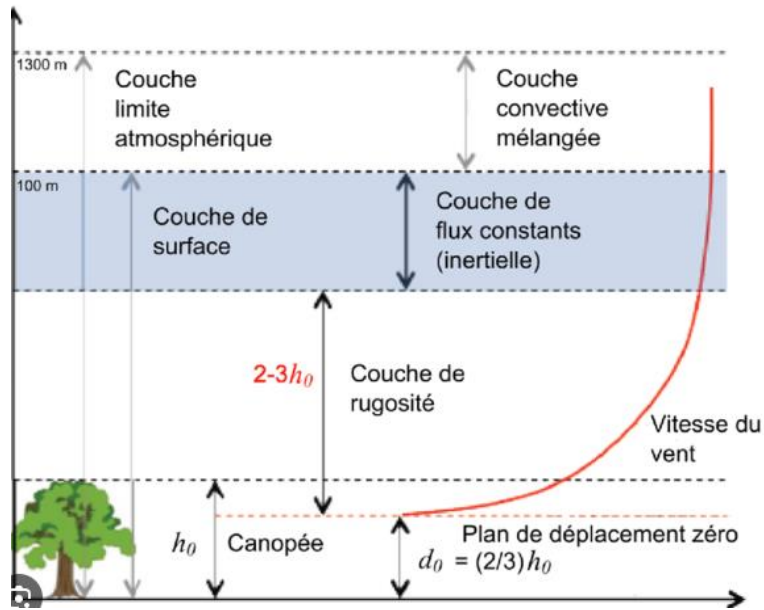 1300 m
Couche
limite
atmosphérique
Couche
convective
mélangée
100 m
Couche de
surface
Couche de
flux constants
(inertielle)
2-3h₀
Couche de
rugosité
Vitesse du
vent
h₀
Canopée
Plan de déplacement zéro
d₀ = (2/3)h₀